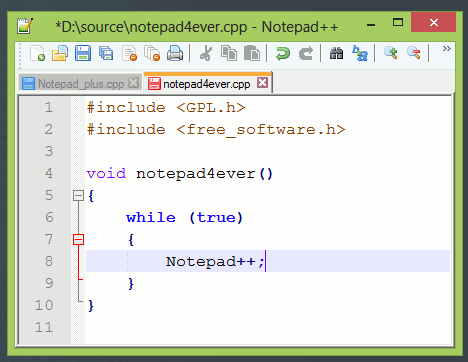 *D:\source\notepad4ever.cpp - Notepad++
Notepad_plus.cpp notepad4ever.cpp
1 #include <GPL.h>
2 #include <free_software.h>
3
4 void notepad4ever()
5 {
6 while (true)
7 {
8 Notepad++;
9 }
10 }
11